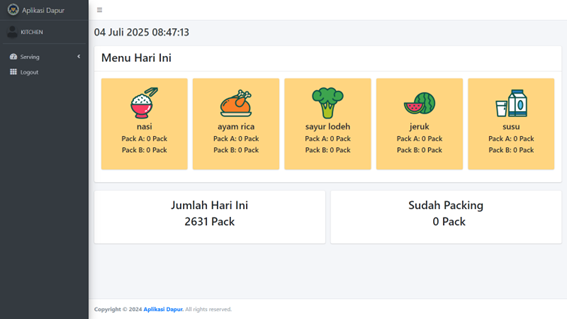 Aplikasi Dapur
KITCHEN
Serving
Logout
04 Juli 2025 08:47:13
Menu Hari Ini
nasi
Pack A: 0 Pack
Pack B: 0 Pack
ayam rica
Pack A: 0 Pack
Pack B: 0 Pack
sayur lodeh
Pack A: 0 Pack
Pack B: 0 Pack
jeruk
Pack A: 0 Pack
Pack B: 0 Pack
susu
Pack A: 0 Pack
Pack B: 0 Pack
Jumlah Hari Ini
2631 Pack
Sudah Packing
0 Pack
Copyright © 2024 Aplikasi Dapur. All rights reserved.